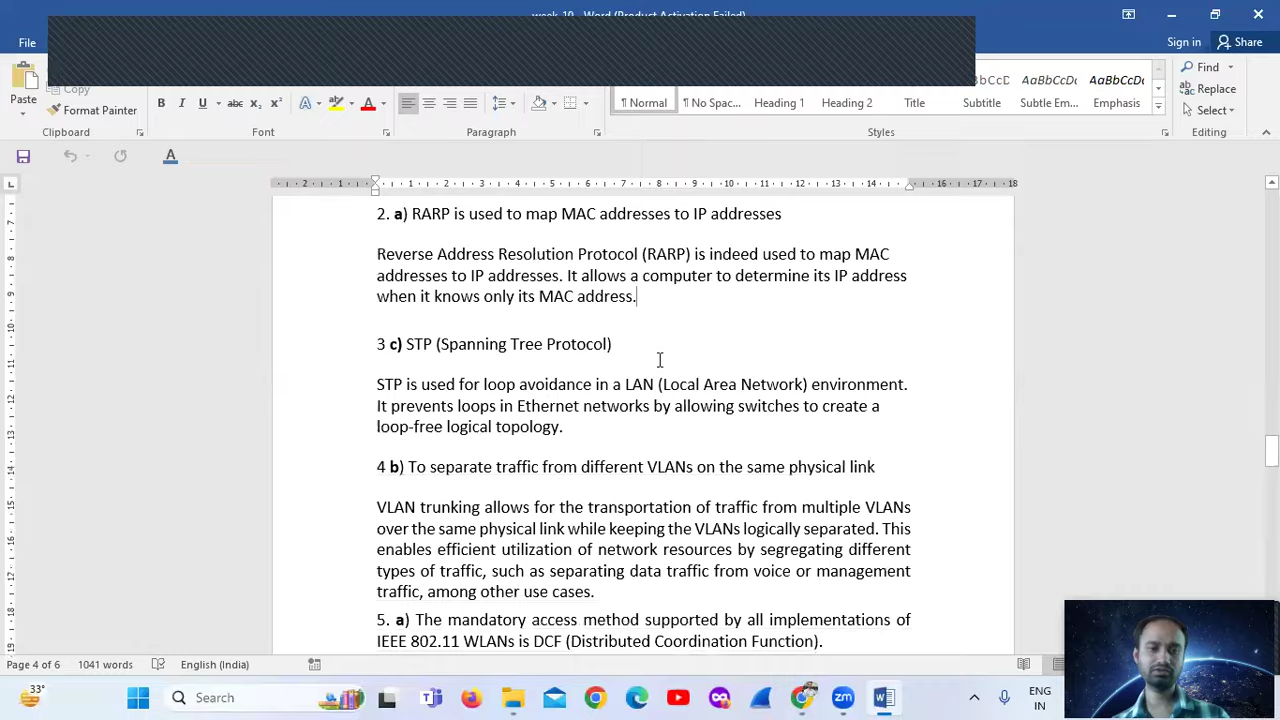 week 10 - Word (Product Activation Failed)
File
Sign in
Share
Paste
Copy
Format Painter
Clipboard
Font
Paragraph
¶ Normal
¶ No Spac...
Heading
Heading 2
Title
Subtitle
Subtle Em...
Emphasis
Styles
Find
Replace
Select
Editing
2. a) RARP is used to map MAC addresses to IP addresses
Reverse Address Resolution Protocol (RARP) is indeed used to map MAC
addresses to IP addresses. It allows a computer to determine its IP address
when it knows only its MAC address.
3 c) STP (Spanning Tree Protocol)
STP is used for loop avoidance in a LAN (Local Area Network) environment.
It prevents loops in Ethernet networks by allowing switches to create a
loop-free logical topology.
4 b) To separate traffic from different VLANs on the same physical link
VLAN trunking allows for the transportation of traffic from multiple VLANs
over the same physical link while keeping the VLANs logically separated. This
enables efficient utilization of network resources by segregating different
types of traffic, such as separating data traffic from voice or management
traffic, among other use cases.
5. a) The mandatory access method supported by all implementations of
IEEE 802.11 WLANs is DCF (Distributed Coordination Function).
Page 4 of 6
1041 words
English (India)
33°
Search
ENG
IN